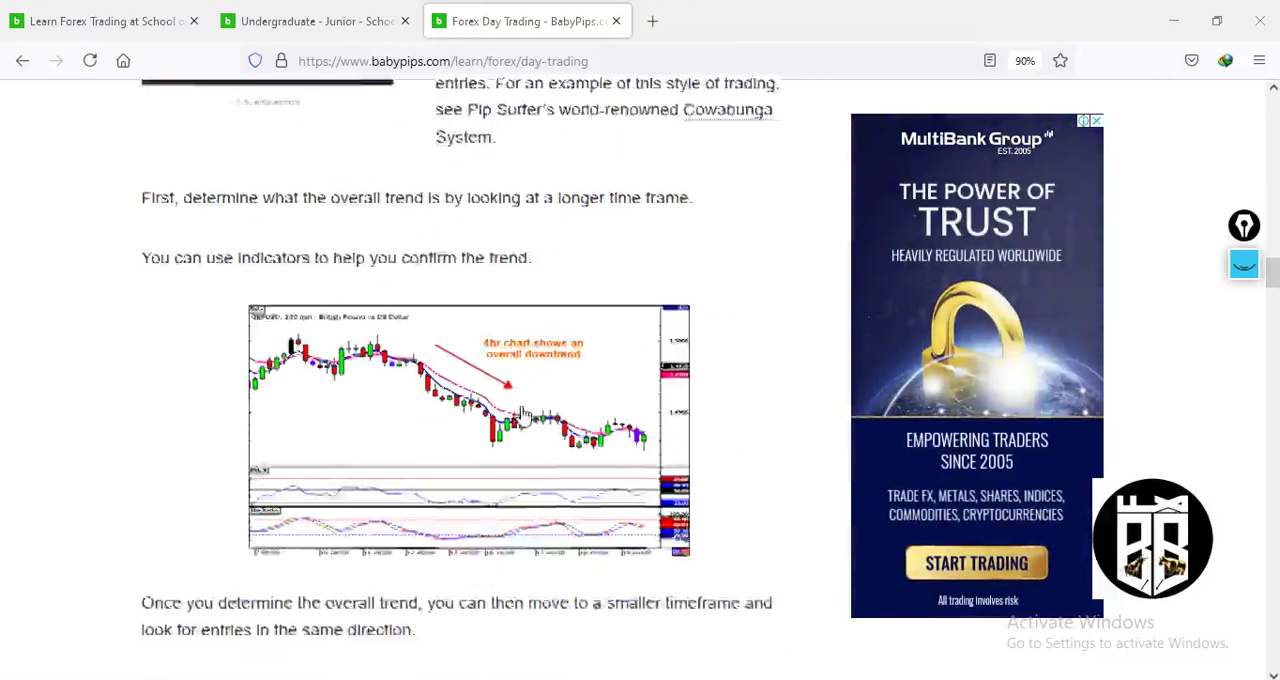 Learn Forex Trading at School o
Undergraduate - Junior - Schoo
Forex Day Trading - BabyPips.c
https://www.babypips.com/learn/forex/day-trading
90%
entries. For an example of this style of trading,
see Pip Surfer's world-renowned Cowabunga
System.
First, determine what the overall trend is by looking at a longer time frame.
You can use indicators to help you confirm the trend.
4hr chart shows an
overall downtrend
Once you determine the overall trend, you can then move to a smaller timeframe and
look for entries in the same direction.
MultiBank Group
EST. 2005
THE POWER OF
TRUST
HEAVILY REGULATED WORLDWIDE
EMPOWERING TRADERS
SINCE 2005
TRADE FX, METALS, SHARES, INDICES,
COMMODITIES, CRYPTOCURRENCIES
START TRADING
All trading involves risk
Activate Windows
Go to Settings to activate Windows.